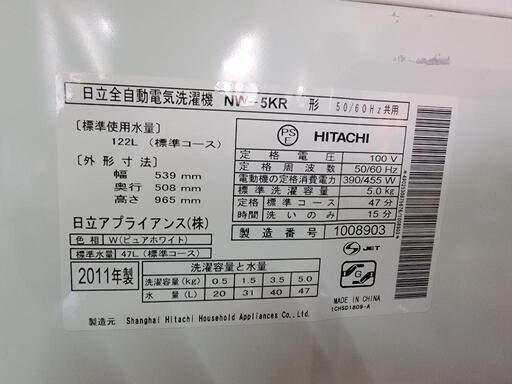 日立全自動電気洗濯機 NW-5KR 形 50/60Hz共用
[標準使用水量]
122L (標準コース)
[外形寸法]
幅 539 mm
奥行 508 mm
高さ 965 mm
日立アプライアンス(株)
色相 W(ピュアホワイト)
標準水量 47L (標準コース)
PS E HITACHI
定格電圧 100 V
定格周波数 50/60 Hz
電動機の定格消費電力 390/455 W
標準洗濯容量 5.0kg
定格 標準コース 47分
時間 洗いのみ 15分
製造番号 1008903
2011年製
洗濯容量と水量
洗濯容量(kg) 0.5 1.5 3.5 5.0
水量(L) 20 31 40 47
S JET
G
MADE IN CHINA
1CHSD1809-A
製造元 Shanghai Hitachi Household Appliances Co.,Ltd.